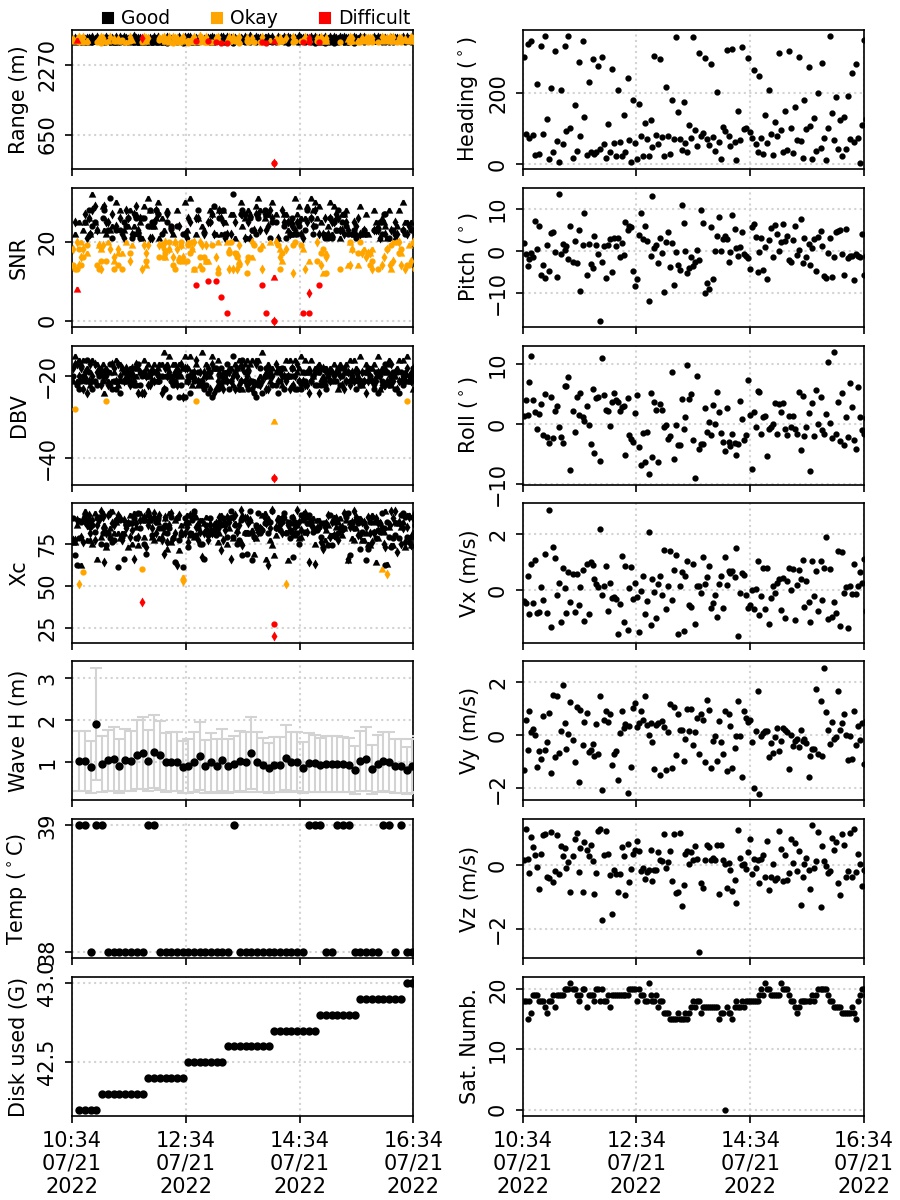 Good Okay Difficult
Range (m)
2270
650
Heading (°)
200
0
SNR
20
0
Pitch (°)
10
0
−10
DBV
−20
−40
Roll (°)
10
0
−10
Xc
75
50
25
Vx (m/s)
2
0
Wave H (m)
3
2
1
Vy (m/s)
2
0
−2
Temp (°C)
39
38
Vz (m/s)
0
−2
Disk used (G)
43.0
42.5
Sat. Numb.
20
10
0
10:34 12:34 14:34 16:34 10:34 12:34 14:34 16:34
07/21 07/21 07/21 07/21 07/21 07/21 07/21 07/21
2022 2022 2022 2022 2022 2022 2022 2022